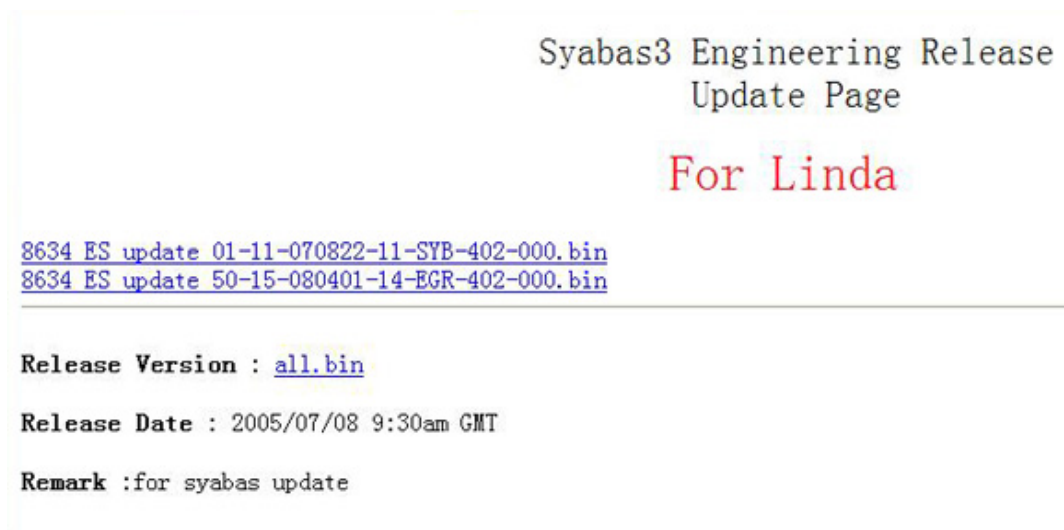 Syabas3 Engineering Release
Update Page
For Linda
8634 ES update 01-11-070822-11-SYB-402-000.bin
8634 ES update 50-15-080401-14-EGR-402-000.bin
Release Version : all.bin
Release Date : 2005/07/08 9:30am GMT
Remark :for syabas update